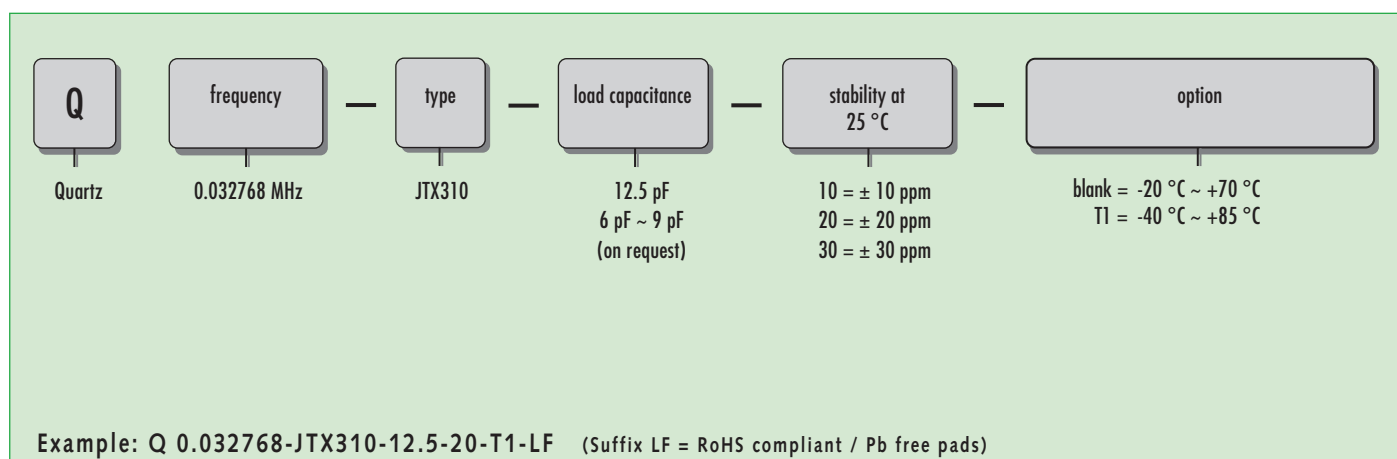 Q
frequency
type
load capacitance
stability at
25 °C
option
Quartz
0.032768 MHz
JTX310
12.5 pF
6 pF ~ 9 pF
(on request)
10 = ± 10 ppm
20 = ± 20 ppm
30 = ± 30 ppm
blank = -20 °C ~ +70 °C
T1 = -40 °C ~ +85 °C
Example: Q 0.032768-JTX310-12.5-20-T1-LF (Suffix LF = RoHS compliant / Pb free pads)